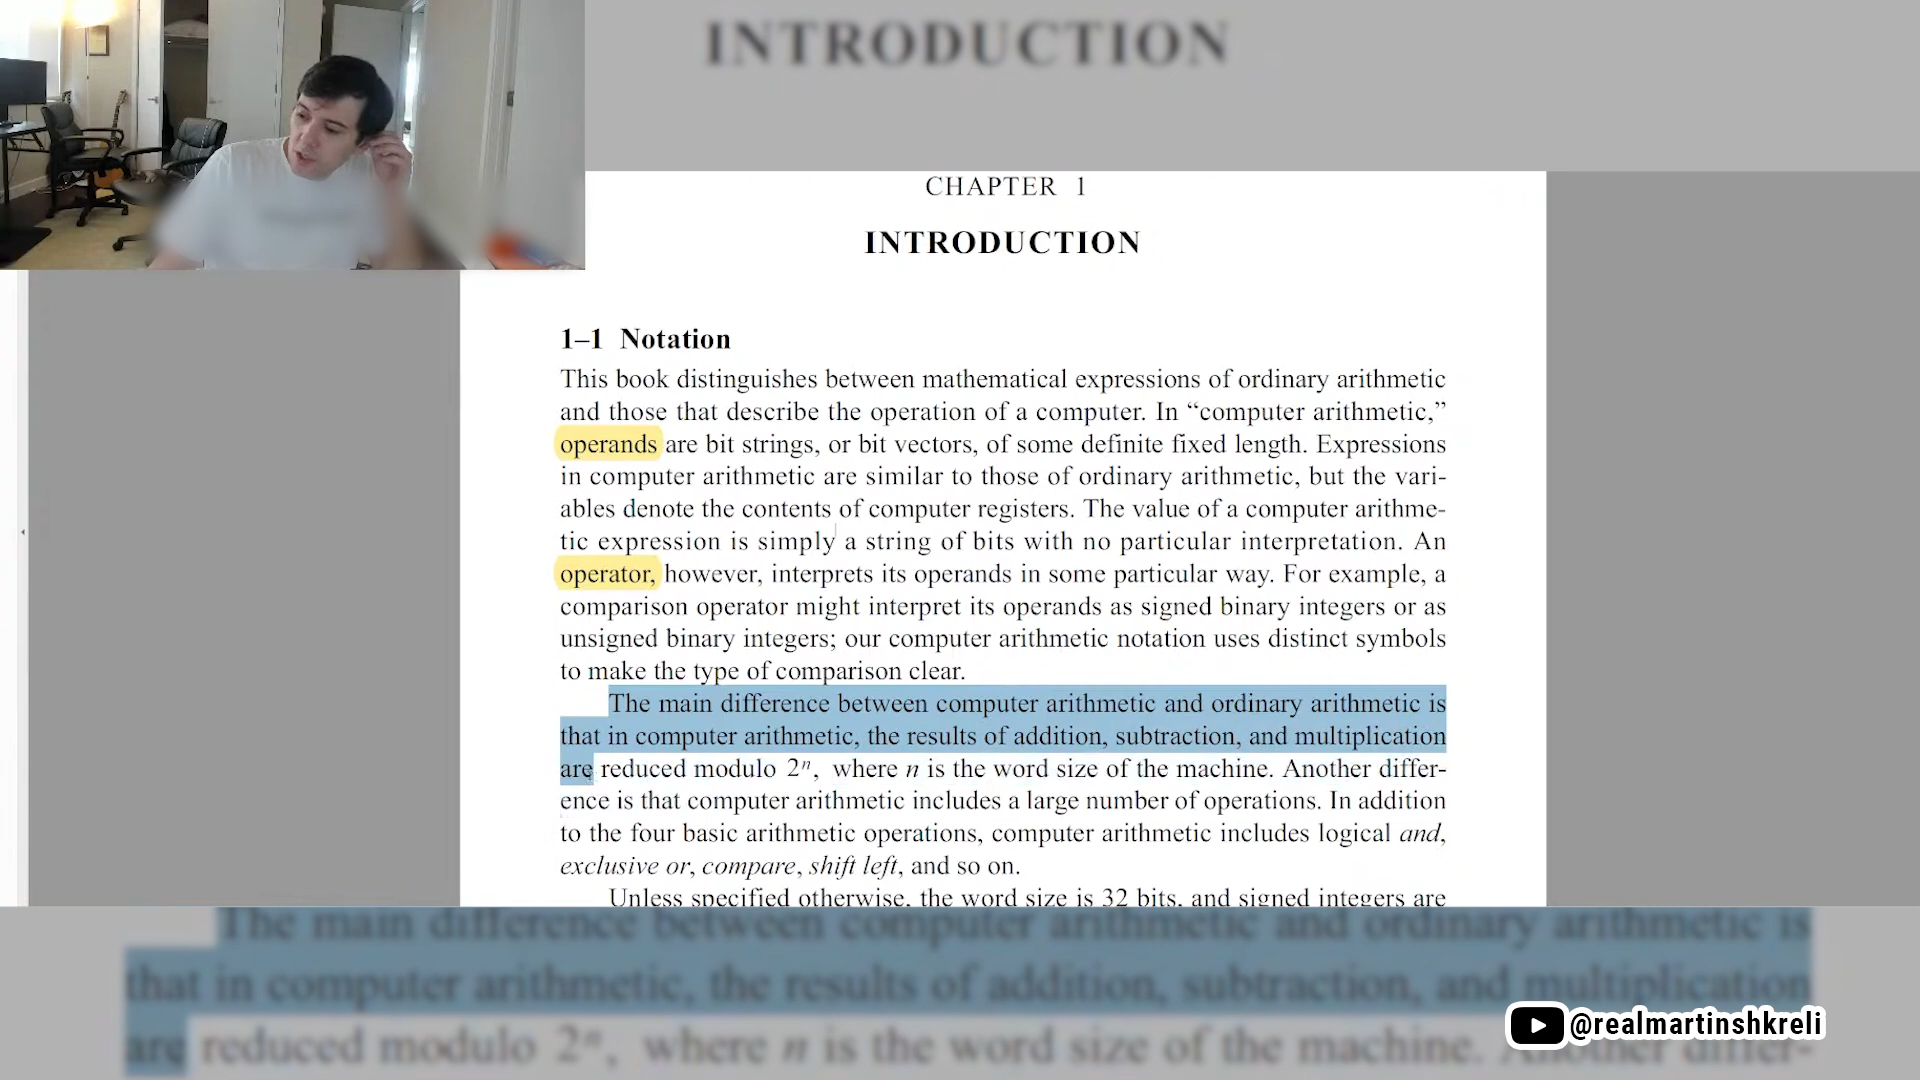 INTRODUCTION
CHAPTER 1
INTRODUCTION
1–1 Notation
This book distinguishes between mathematical expressions of ordinary arithmetic
and those that describe the operation of a computer. In “computer arithmetic,”
operands are bit strings, or bit vectors, of some definite fixed length. Expressions
in computer arithmetic are similar to those of ordinary arithmetic, but the vari-
ables denote the contents of computer registers. The value of a computer arithme-
tic expression is simply a string of bits with no particular interpretation. An
operator, however, interprets its operands in some particular way. For example, a
comparison operator might interpret its operands as signed binary integers or as
unsigned binary integers; our computer arithmetic notation uses distinct symbols
to make the type of comparison clear.
The main difference between computer arithmetic and ordinary arithmetic is
that in computer arithmetic, the results of addition, subtraction, and multiplication
are reduced modulo 2ⁿ, where n is the word size of the machine. Another differ-
ence is that computer arithmetic includes a large number of operations. In addition
to the four basic arithmetic operations, computer arithmetic includes logical and,
exclusive or, compare, shift left, and so on.
Unless specified otherwise, the word size is 32 bits, and signed integers are
The main difference between computer arithmetic and ordinary arithmetic is
that in computer arithmetic, the results of addition, subtraction, and multiplication
are reduced modulo 2ⁿ, where n is the word size of the machine. Another differ-
@realmartinshkreli